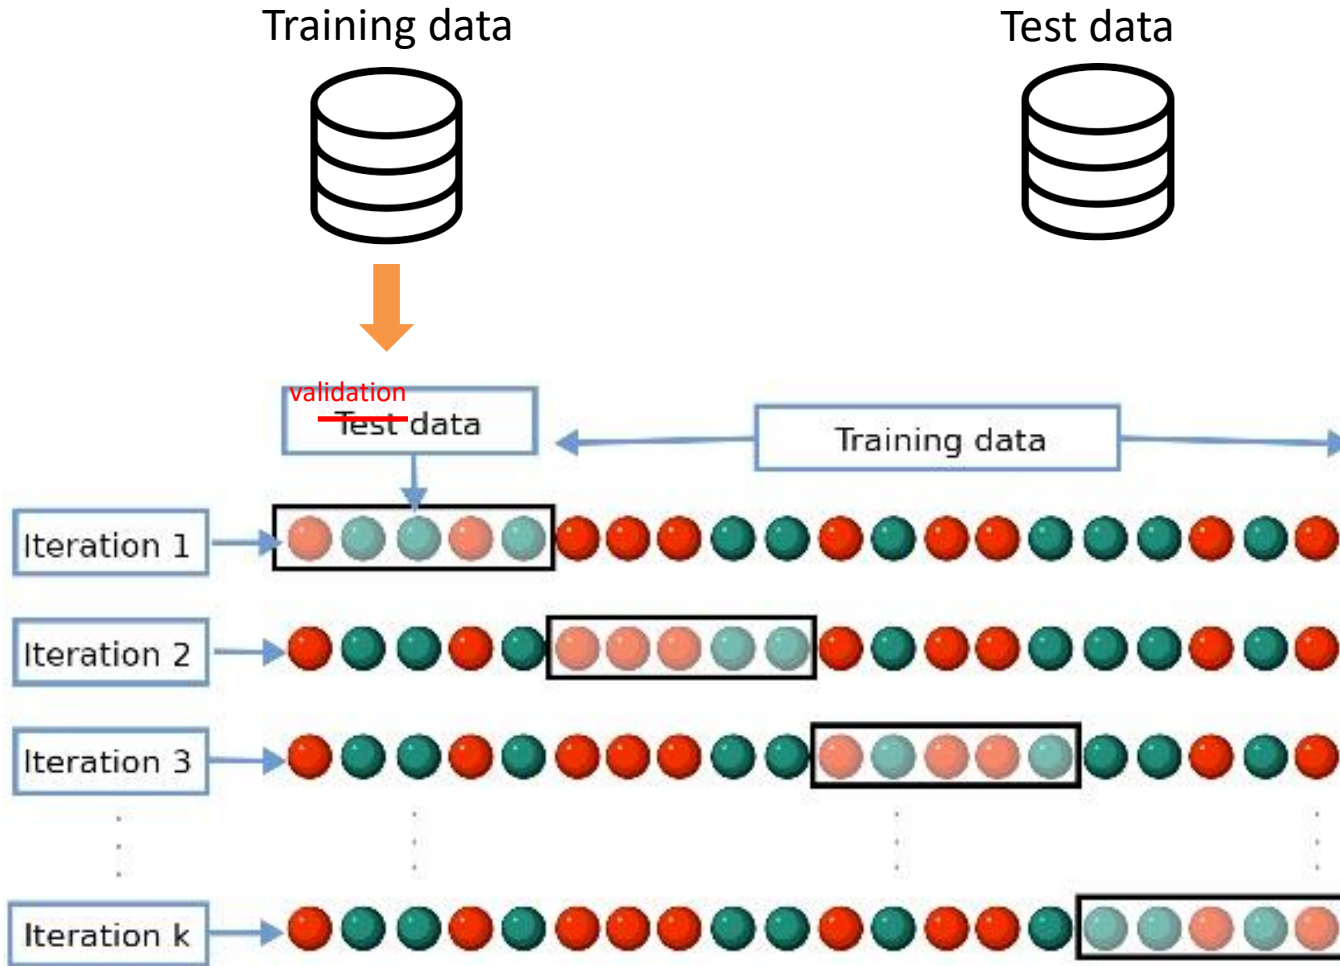 Training data
Test data
validation
Test data
Training data
Iteration 1
Iteration 2
Iteration 3
Iteration k